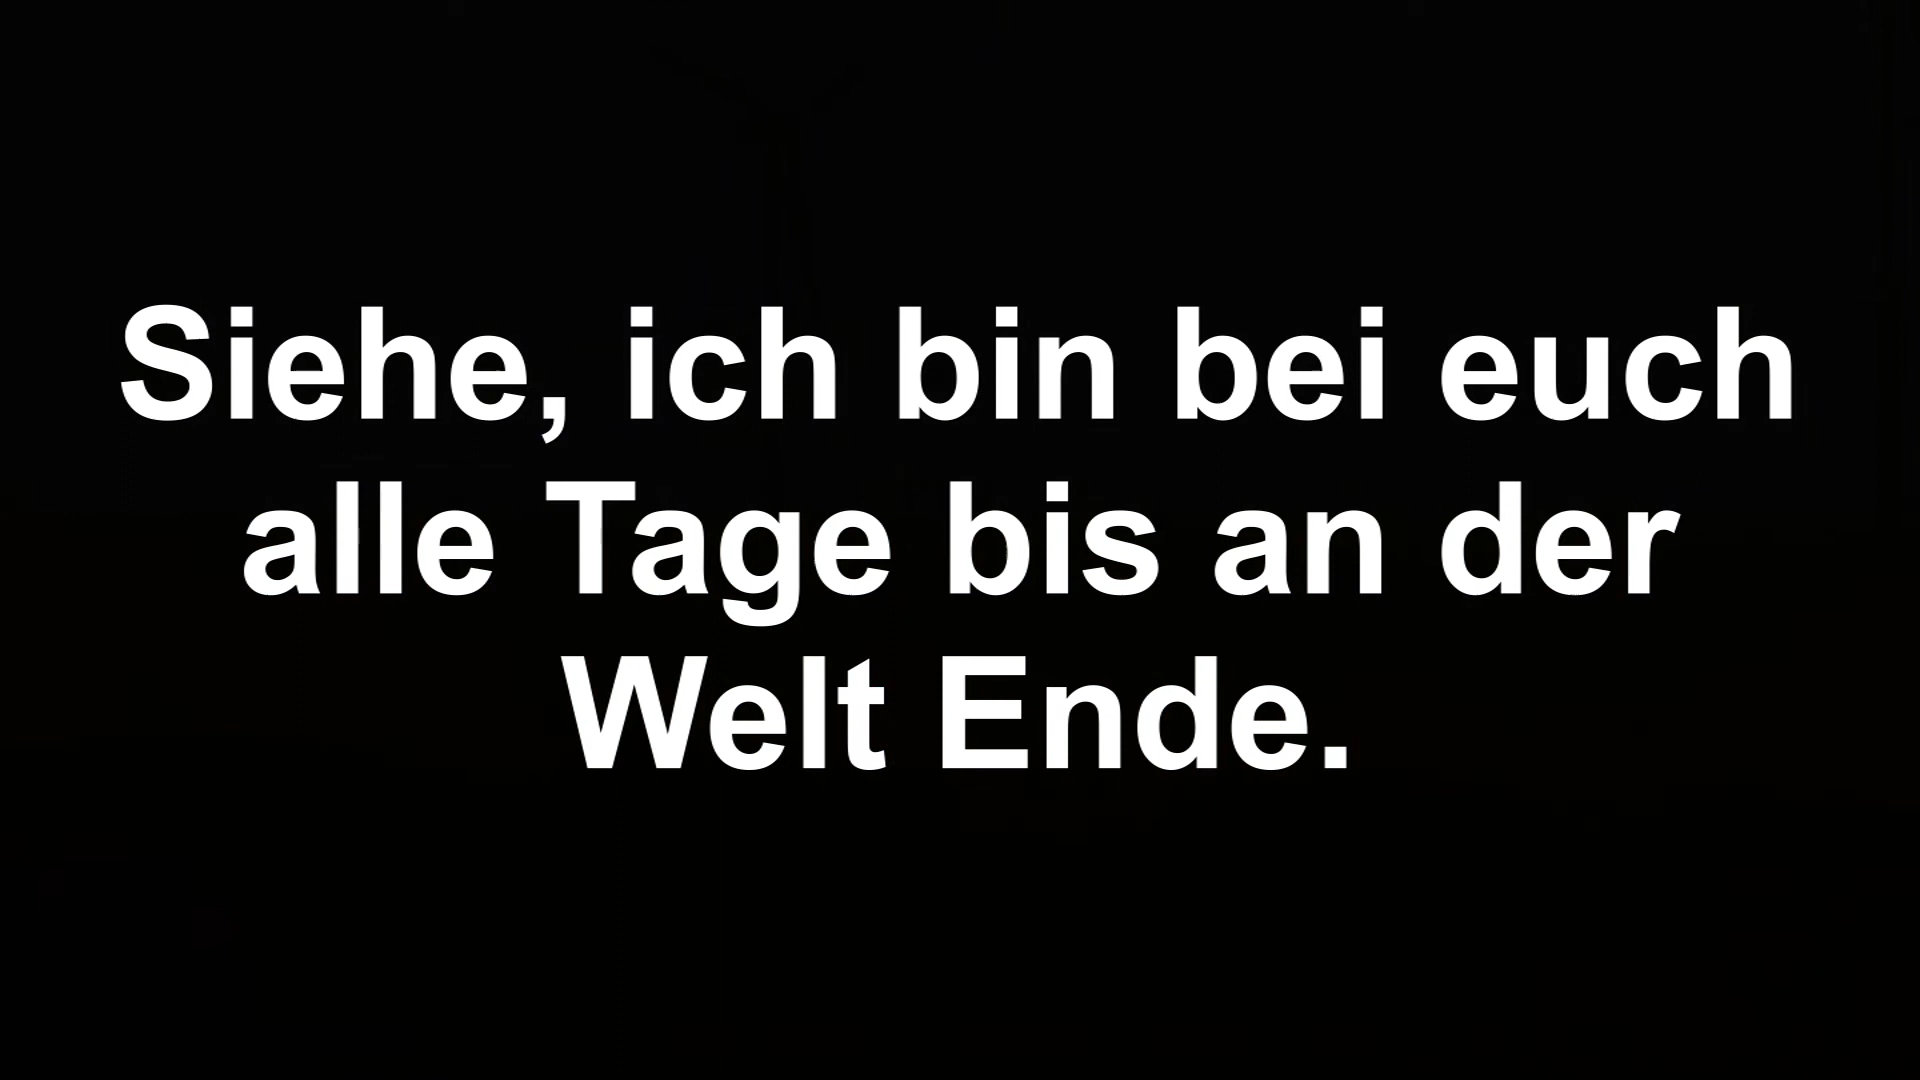 Siehe, ich bin bei euch
alle Tage bis an der
Welt Ende.